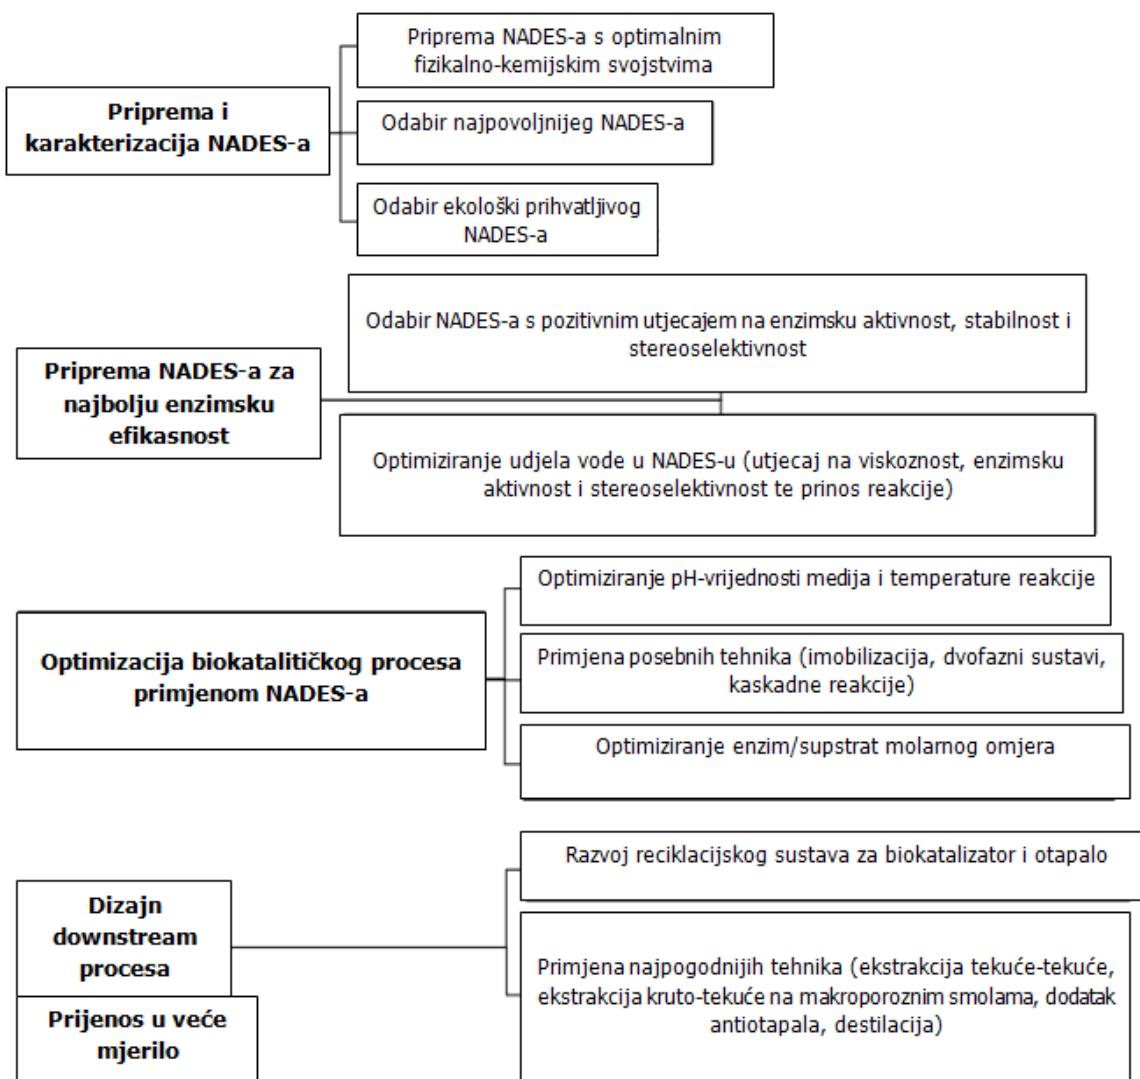 Priprema i
karakterizacija NADES-a
Priprema NADES-a s optimalnim
fizikalno-kemijskim svojstvima
Odabir najpovoljnijeg NADES-a
Odabir ekološki prihvatljivog
NADES-a
Priprema NADES-a za
najbolju enzimsku
efikasnost
Odabir NADES-a s pozitivnim utjecajem na enzimsku aktivnost, stabilnost i
stereoselektivnost
Optimiziranje udjela vode u NADES-u (utjecaj na viskoznost, enzimsku
aktivnost i stereoselektivnost te prinos reakcije)
Optimizacija biokatalitičkog procesa
primjenom NADES-a
Optimiziranje pH-vrijednosti medija i temperature reakcije
Primjena posebnih tehnika (imobilizacija, dvofazni sustavi,
kaskadne reakcije)
Optimiziranje enzim/supstrat molarnog omjera
Dizajn
downstream
procesa
Razvoj reciklacijskog sustava za biokatalizator i otapalo
Primjena najpogodnijih tehnika (ekstrakcija tekuće-tekuće,
ekstrakcija kruto-tekuće na makroporoznim smolama, dodatak
antiotapala, destilacija)
Prijenos u veće
mjerilo